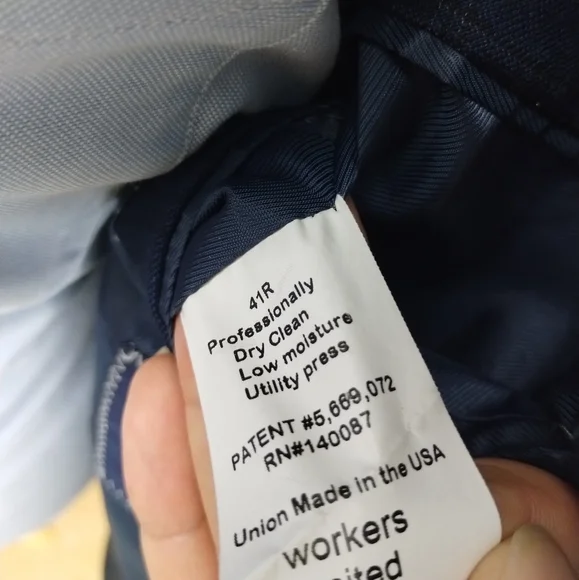 41R
Professionally
Dry Clean
Low moisture
Utility press
PATENT #5,669,072
RN#140087
Union Made in the USA
workers